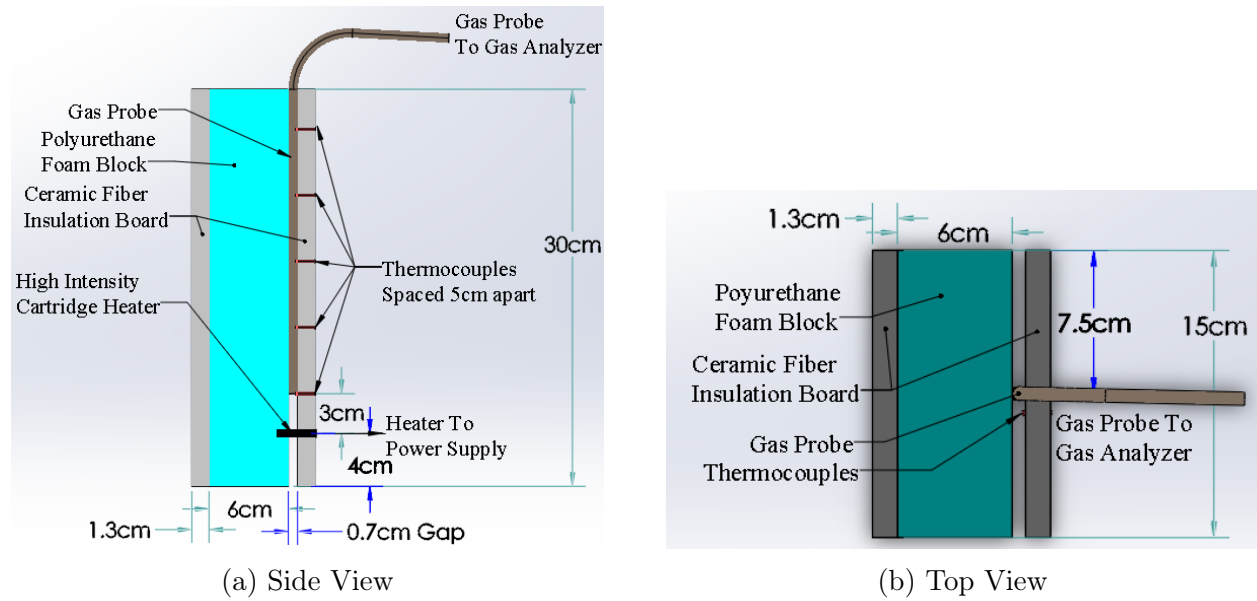 Gas Probe
To Gas Analyzer
Gas Probe
Polyurethane
Foam Block
Ceramic Fiber
Insulation Board
30cm
High Intensity
Cartridge Heater
Thermocouples
Spaced 5cm apart
3cm
Heater To
Power Supply
4cm
6cm
1.3cm
0.7cm Gap
(a) Side View
1.3cm
6cm
Poyurethane
Foam Block
7.5cm
15cm
Ceramic Fiber
Insulation Board
Gas Probe
Thermocouples
Gas Probe To
Gas Analyzer
(b) Top View